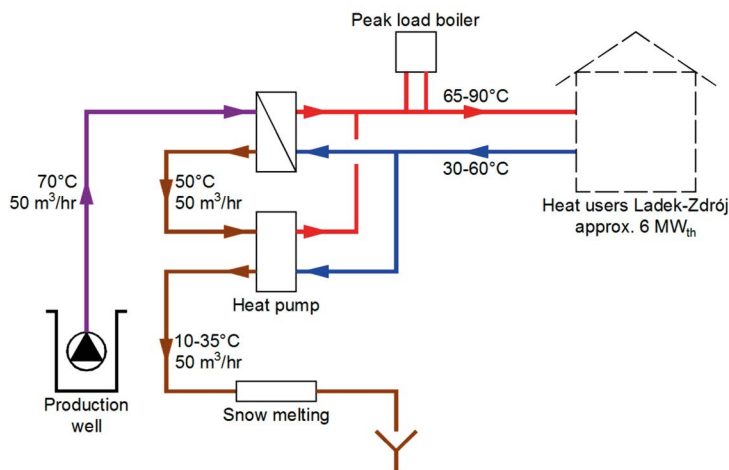 Peak load boiler
65-90°C
30-60°C
Heat users Ladek-Zdrój
approx. 6 MWth
70°C
50 m³/hr
50°C
50 m³/hr
Heat pump
10-35°C
50 m³/hr
Production
well
Snow melting